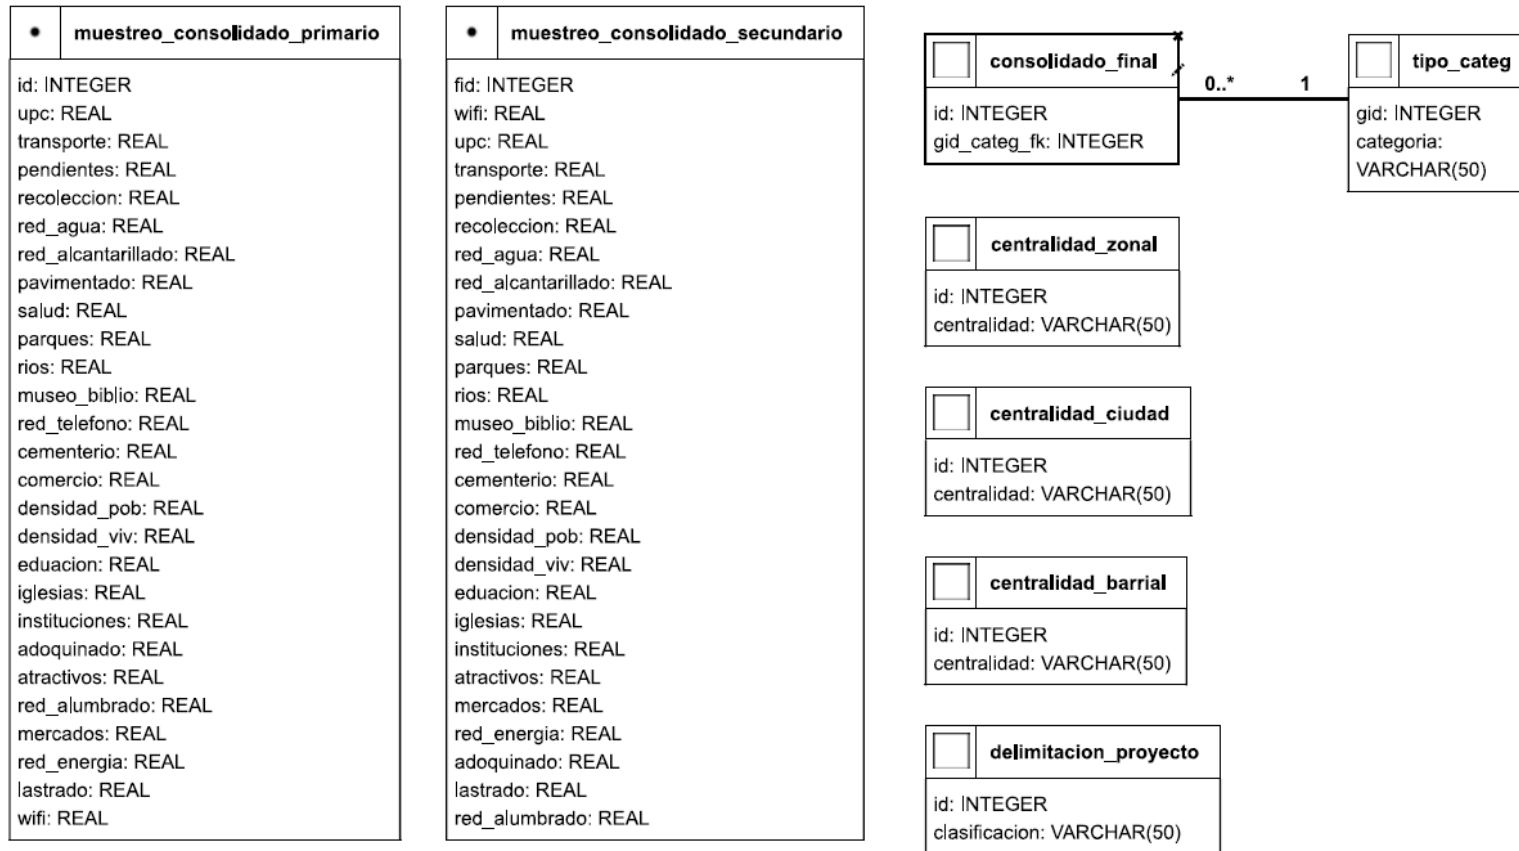 muestreo_consolidado_primario
id: INTEGER
upc: REAL
transporte: REAL
pendientes: REAL
recoleccion: REAL
red_agua: REAL
red_alcantarillado: REAL
pavimentado: REAL
salud: REAL
parques: REAL
rios: REAL
museo_biblio: REAL
red_telefono: REAL
cementerio: REAL
comercio: REAL
densidad_pob: REAL
densidad_viv: REAL
eduacion: REAL
iglesias: REAL
instituciones: REAL
adoquinado: REAL
atractivos: REAL
red_alumbrado: REAL
mercados: REAL
red_energia: REAL
lastrado: REAL
wifi: REAL
muestreo_consolidado_secundario
fid: INTEGER
wifi: REAL
upc: REAL
transporte: REAL
pendientes: REAL
recoleccion: REAL
red_agua: REAL
red_alcantarillado: REAL
pavimentado: REAL
salud: REAL
parques: REAL
rios: REAL
museo_biblio: REAL
red_telefono: REAL
cementerio: REAL
comercio: REAL
densidad_pob: REAL
densidad_viv: REAL
eduacion: REAL
iglesias: REAL
instituciones: REAL
atractivos: REAL
mercados: REAL
red_energia: REAL
adoquinado: REAL
lastrado: REAL
red_alumbrado: REAL
consolidado_final
id: INTEGER
gid_categ_fk: INTEGER
0..* 1
tipo_categ
gid: INTEGER
categoria:
VARCHAR(50)
centralidad_zonal
id: INTEGER
centralidad: VARCHAR(50)
centralidad_ciudad
id: INTEGER
centralidad: VARCHAR(50)
centralidad_barrial
id: INTEGER
centralidad: VARCHAR(50)
delimitacion_proyecto
id: INTEGER
clasificacion: VARCHAR(50)